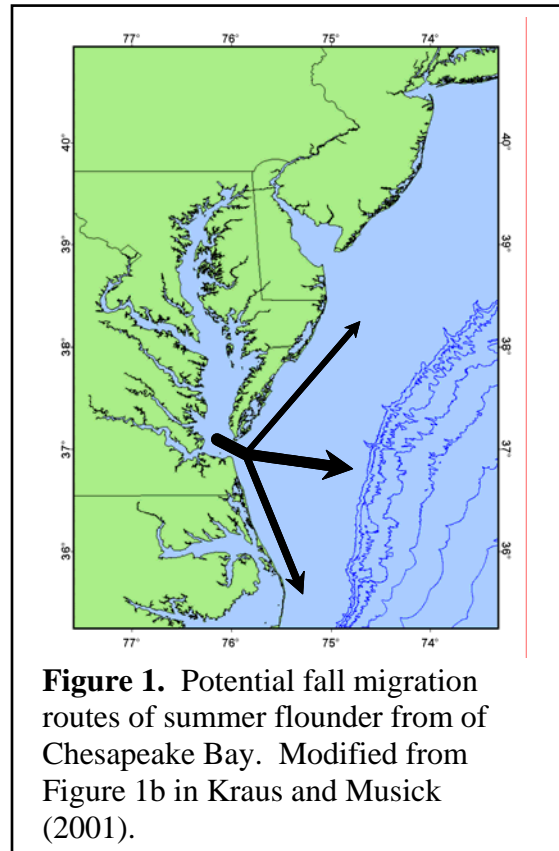 77° 76° 75° 74°
40° 40°
39° 39°
38° 38°
37° 37°
36° 36°
77° 76° 75° 74°
Figure 1. Potential fall migration
routes of summer flounder from of
Chesapeake Bay. Modified from
Figure 1b in Kraus and Musick
(2001).